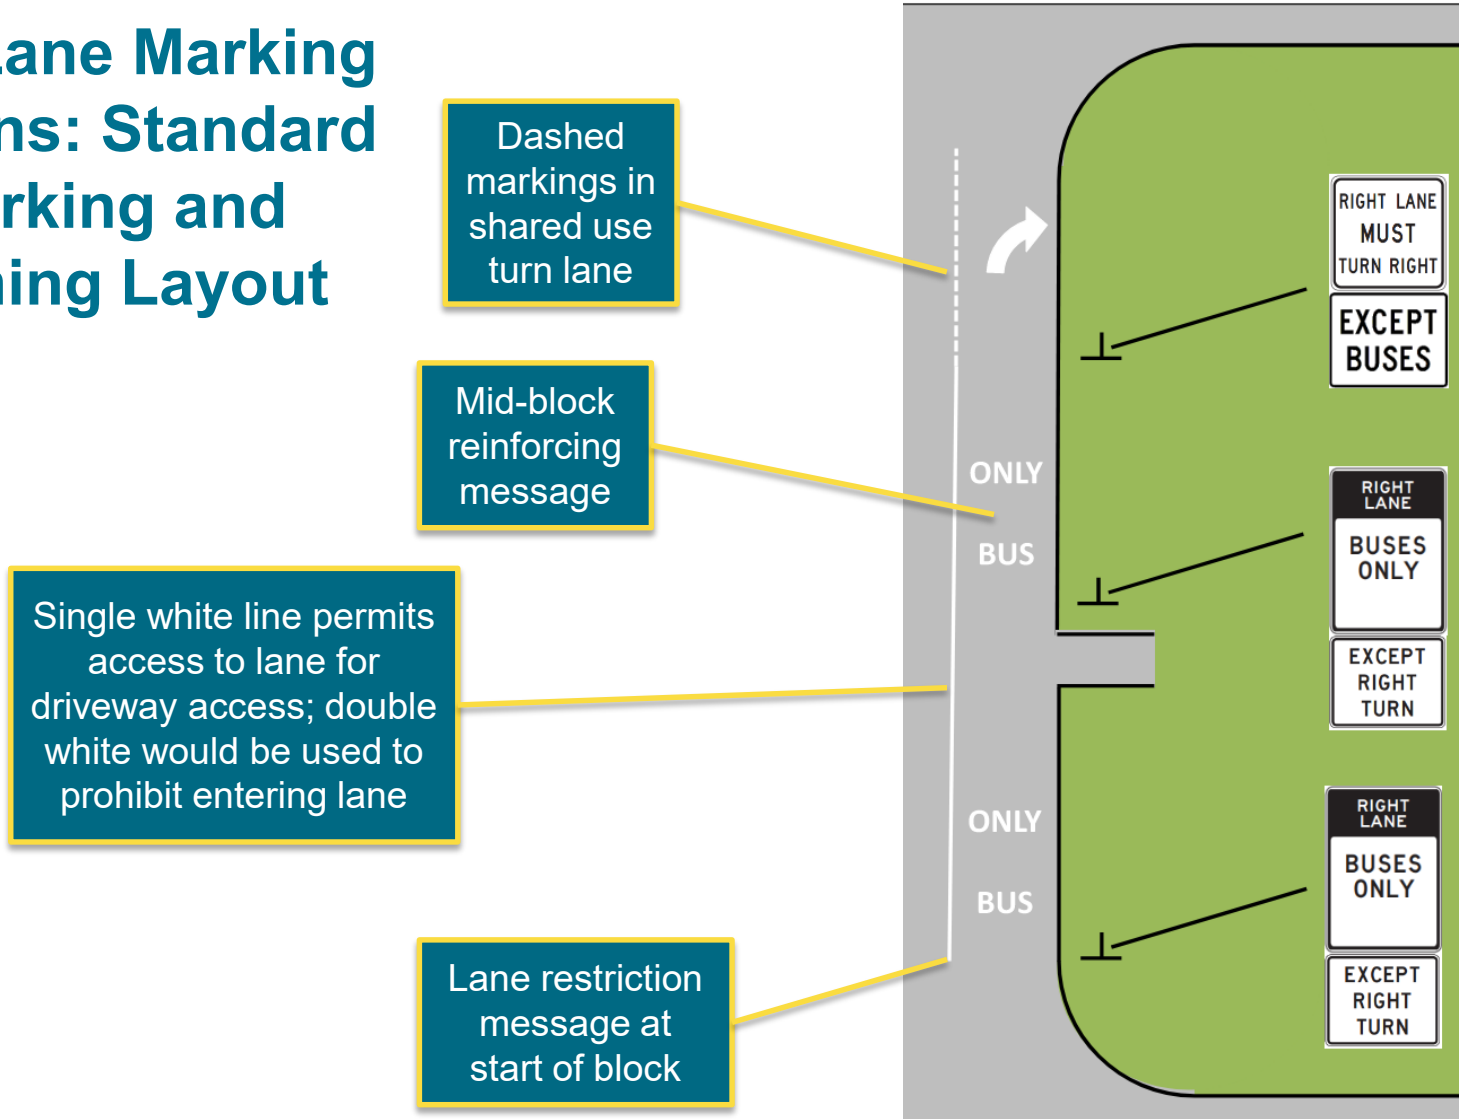 Lane Marking
ns: Standard
rking and
ning Layout
Dashed
markings in
shared use
turn lane
Mid-block
reinforcing
message
Single white line permits
access to lane for
driveway access; double
white would be used to
prohibit entering lane
Lane restriction
message at
start of block
ONLY
BUS
ONLY
BUS
RIGHT LANE
MUST
TURN RIGHT
EXCEPT
BUSES
RIGHT
LANE
BUSES
ONLY
EXCEPT
RIGHT
TURN
RIGHT
LANE
BUSES
ONLY
EXCEPT
RIGHT
TURN